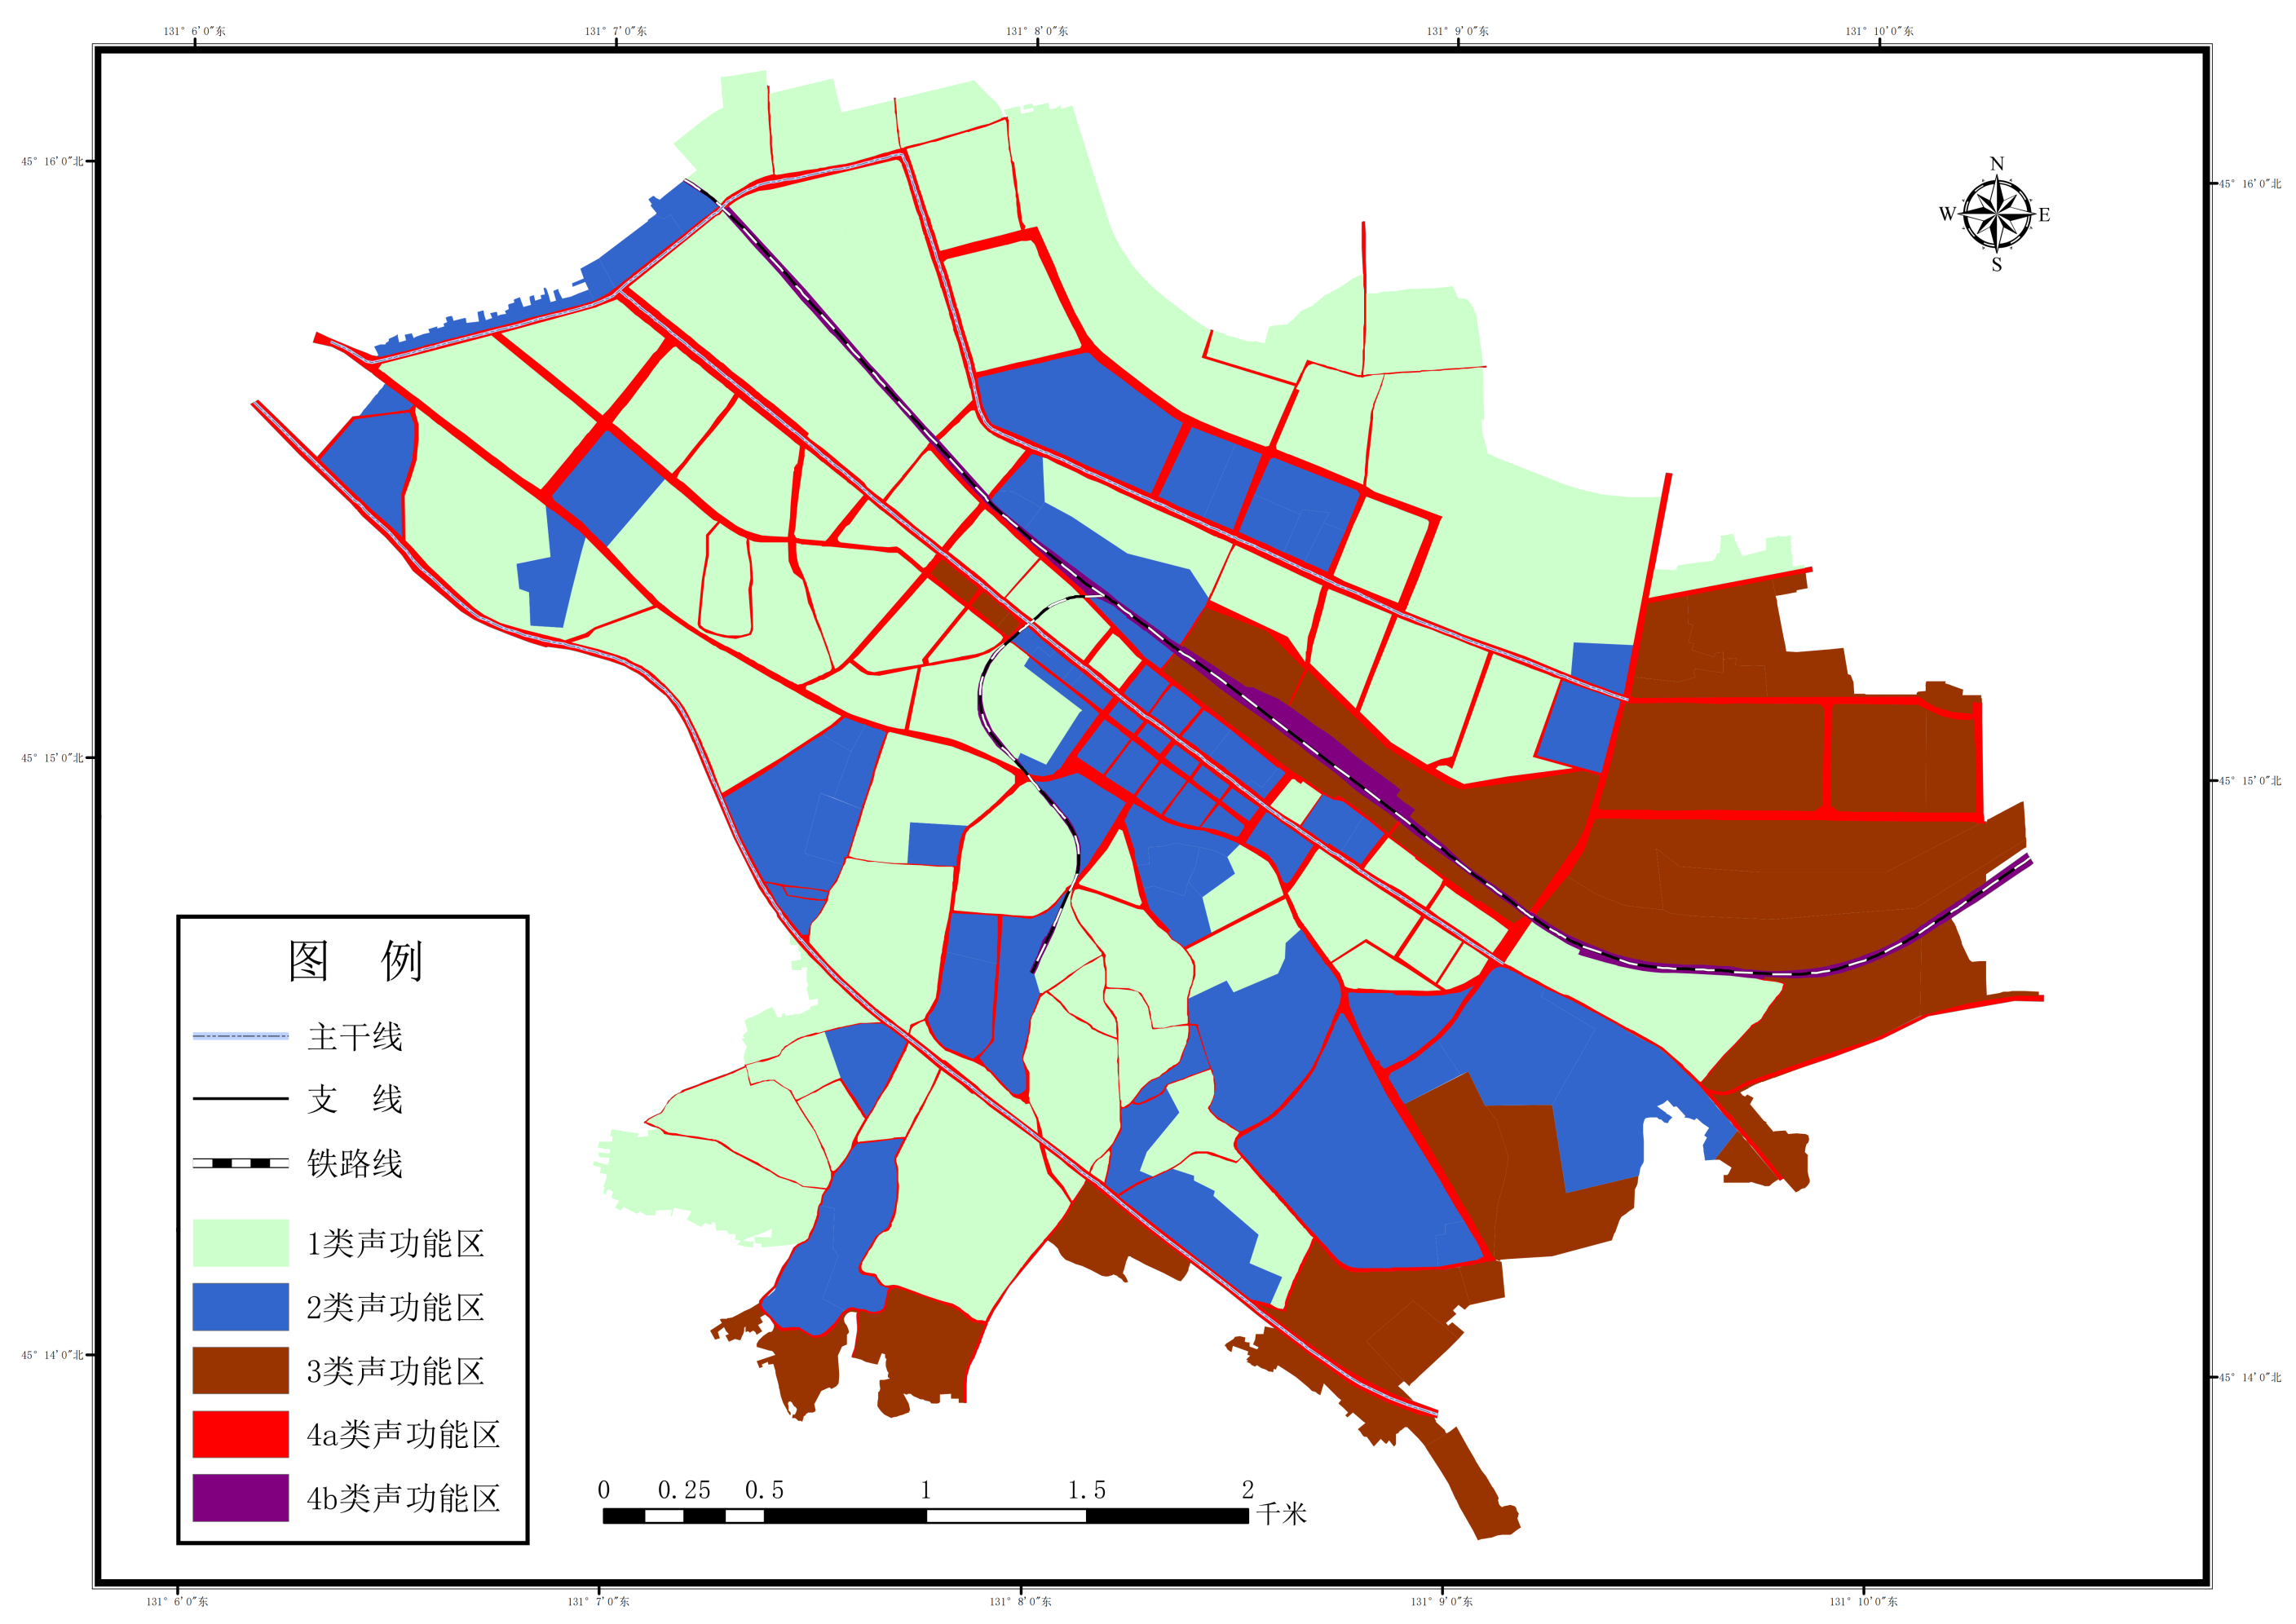 131° 6'0"东
131° 7'0"东
131° 8'0"东
131° 9'0"东
131° 10'0"东
45° 16'0"北
45° 16'0"北
N
W
E
S
45° 15'0"北
45° 15'0"北
图 例
主干线
支 线
铁路线
1类声功能区
2类声功能区
3类声功能区
4a类声功能区
4b类声功能区
45° 14'0"北
45° 14'0"北
0 0.25 0.5 1 1.5 2
千米
131° 6'0"东
131° 7'0"东
131° 8'0"东
131° 9'0"东
131° 10'0"东